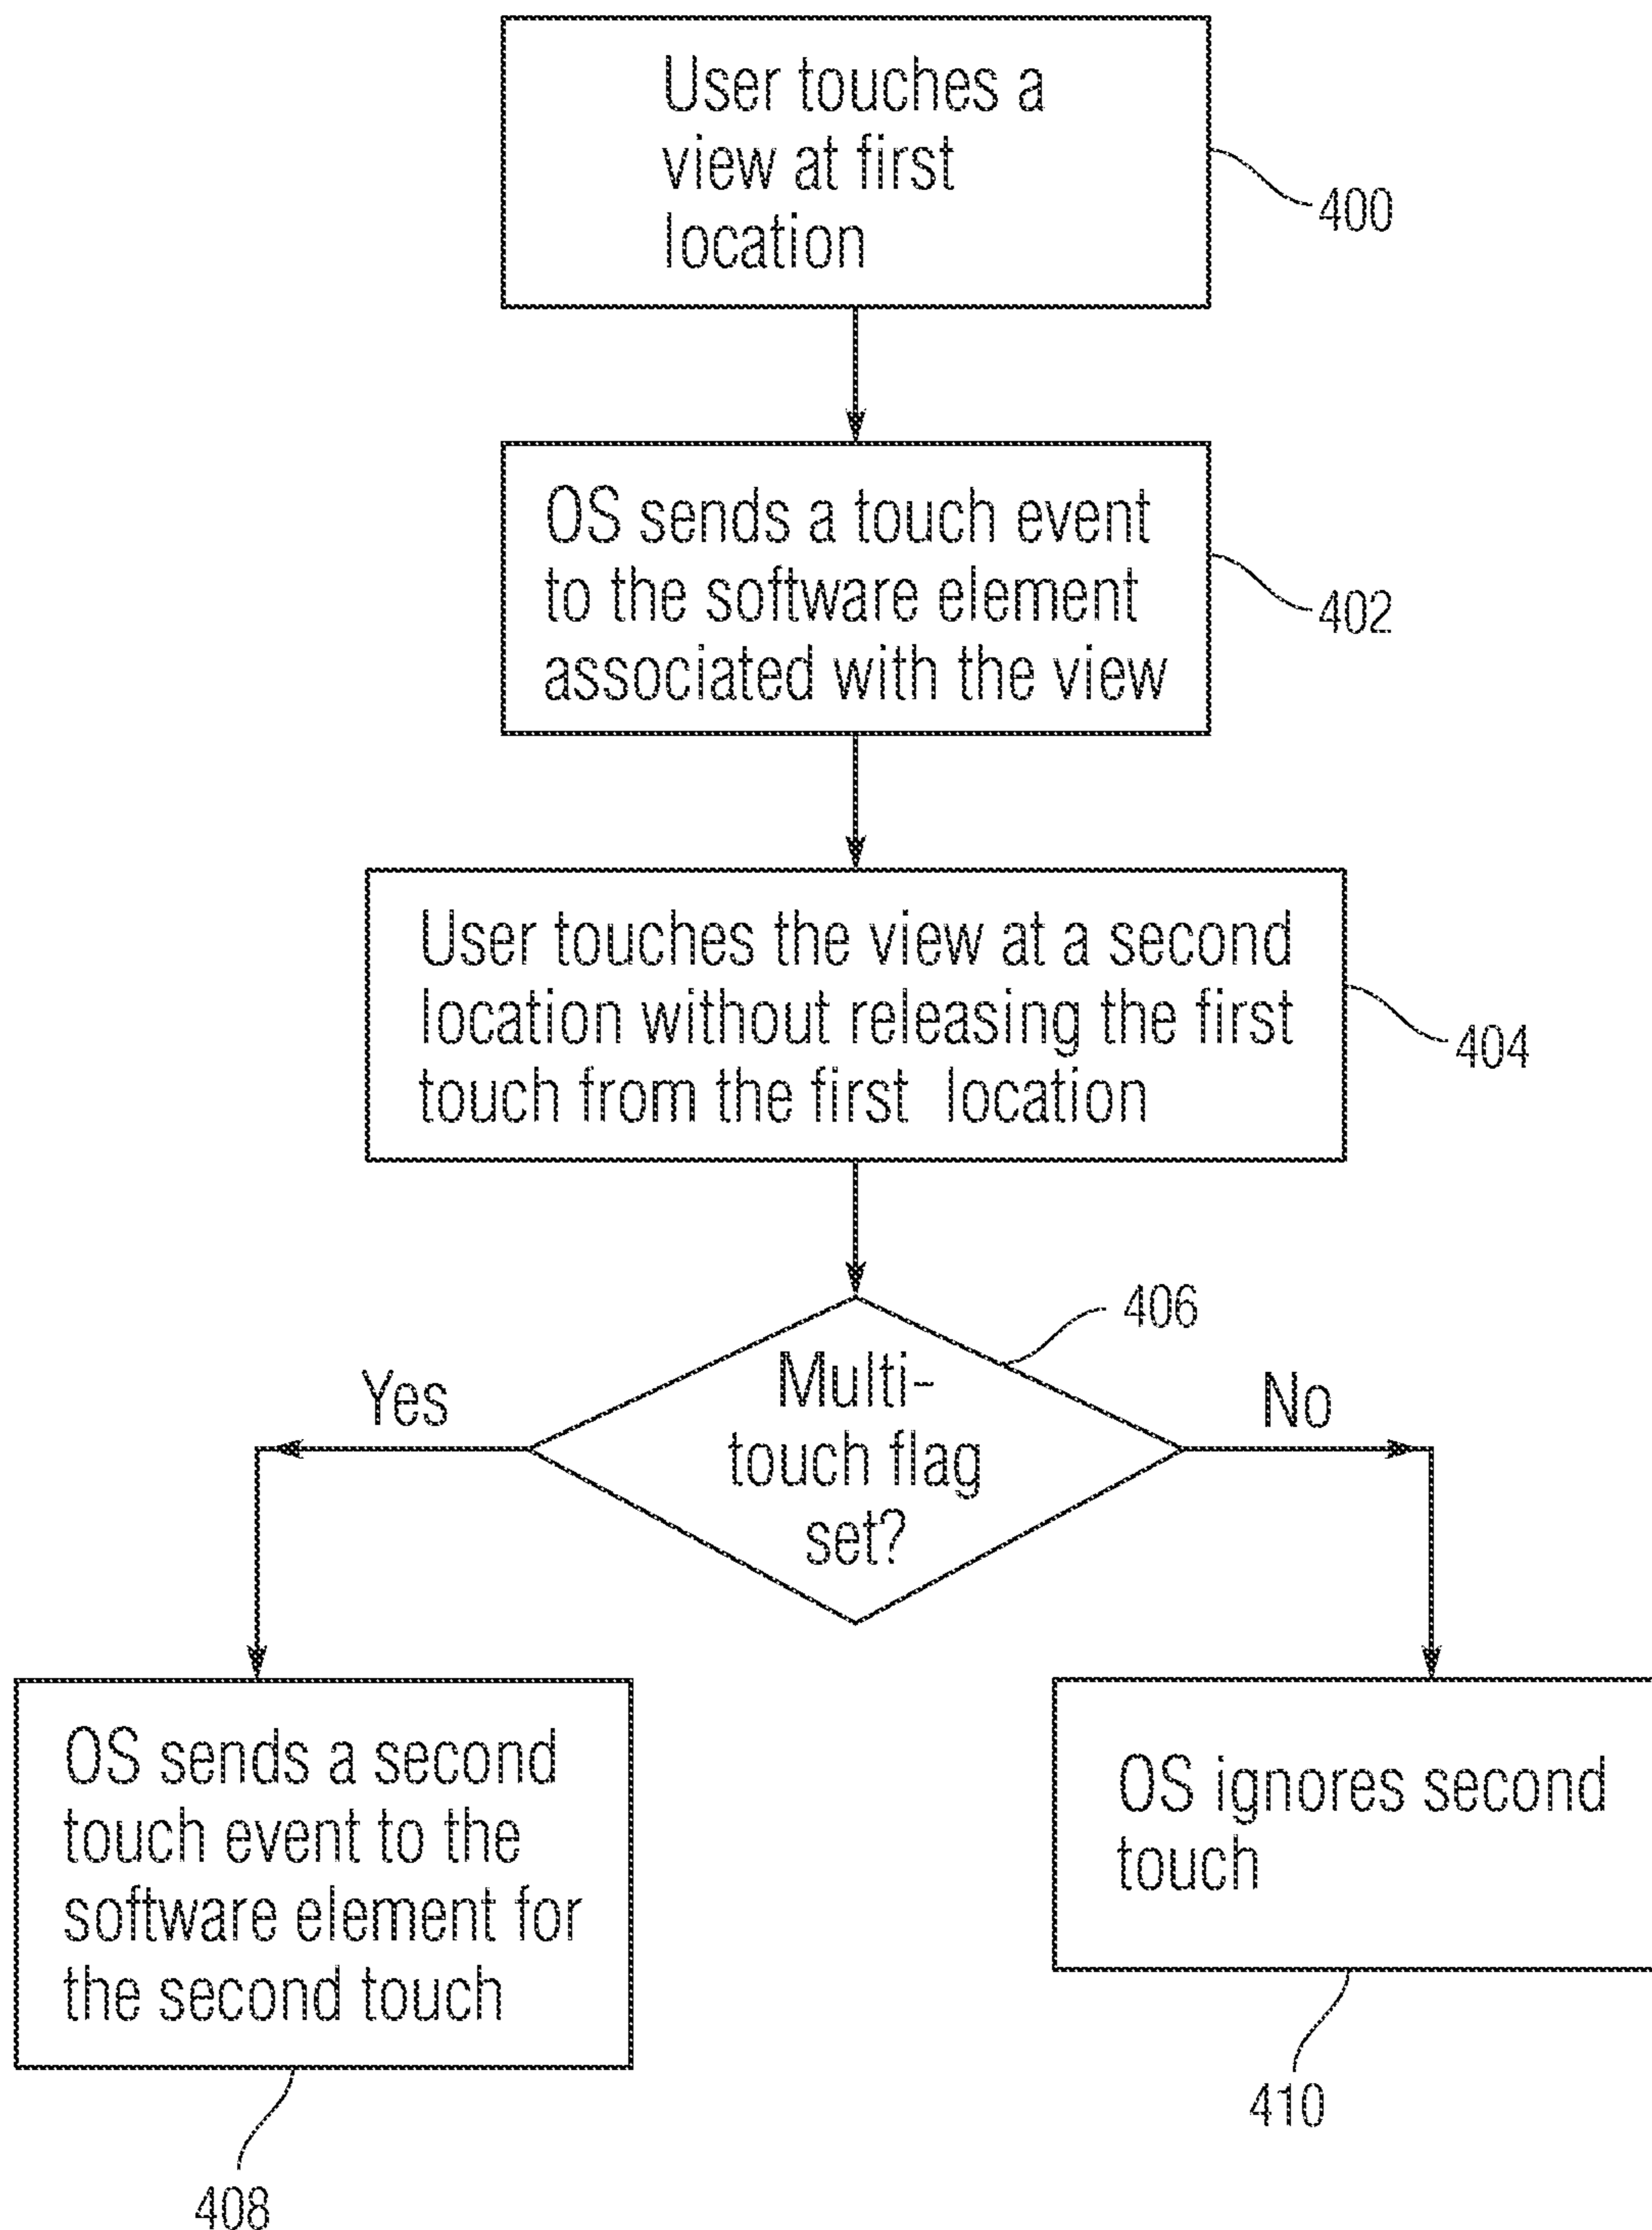 User touches a
view at first
location
400
OS sends a touch event
to the software element
associated with the view
402
User touches the view at a second
location without releasing the first
touch from the first location
404
406
Multi-
touch flag
set?
Yes
No
OS sends a second
touch event to the
software element for
the second touch
408
OS ignores second
touch
410